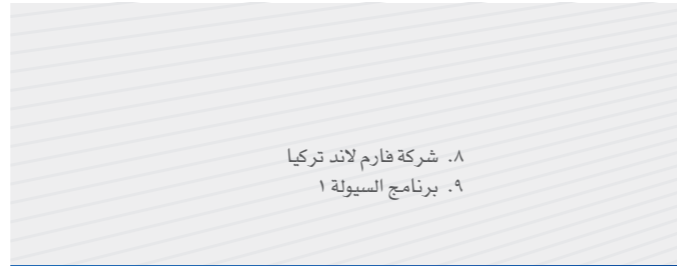 ٨. شركة فارم لاند تركيا
٩. برنامج السيولة ١